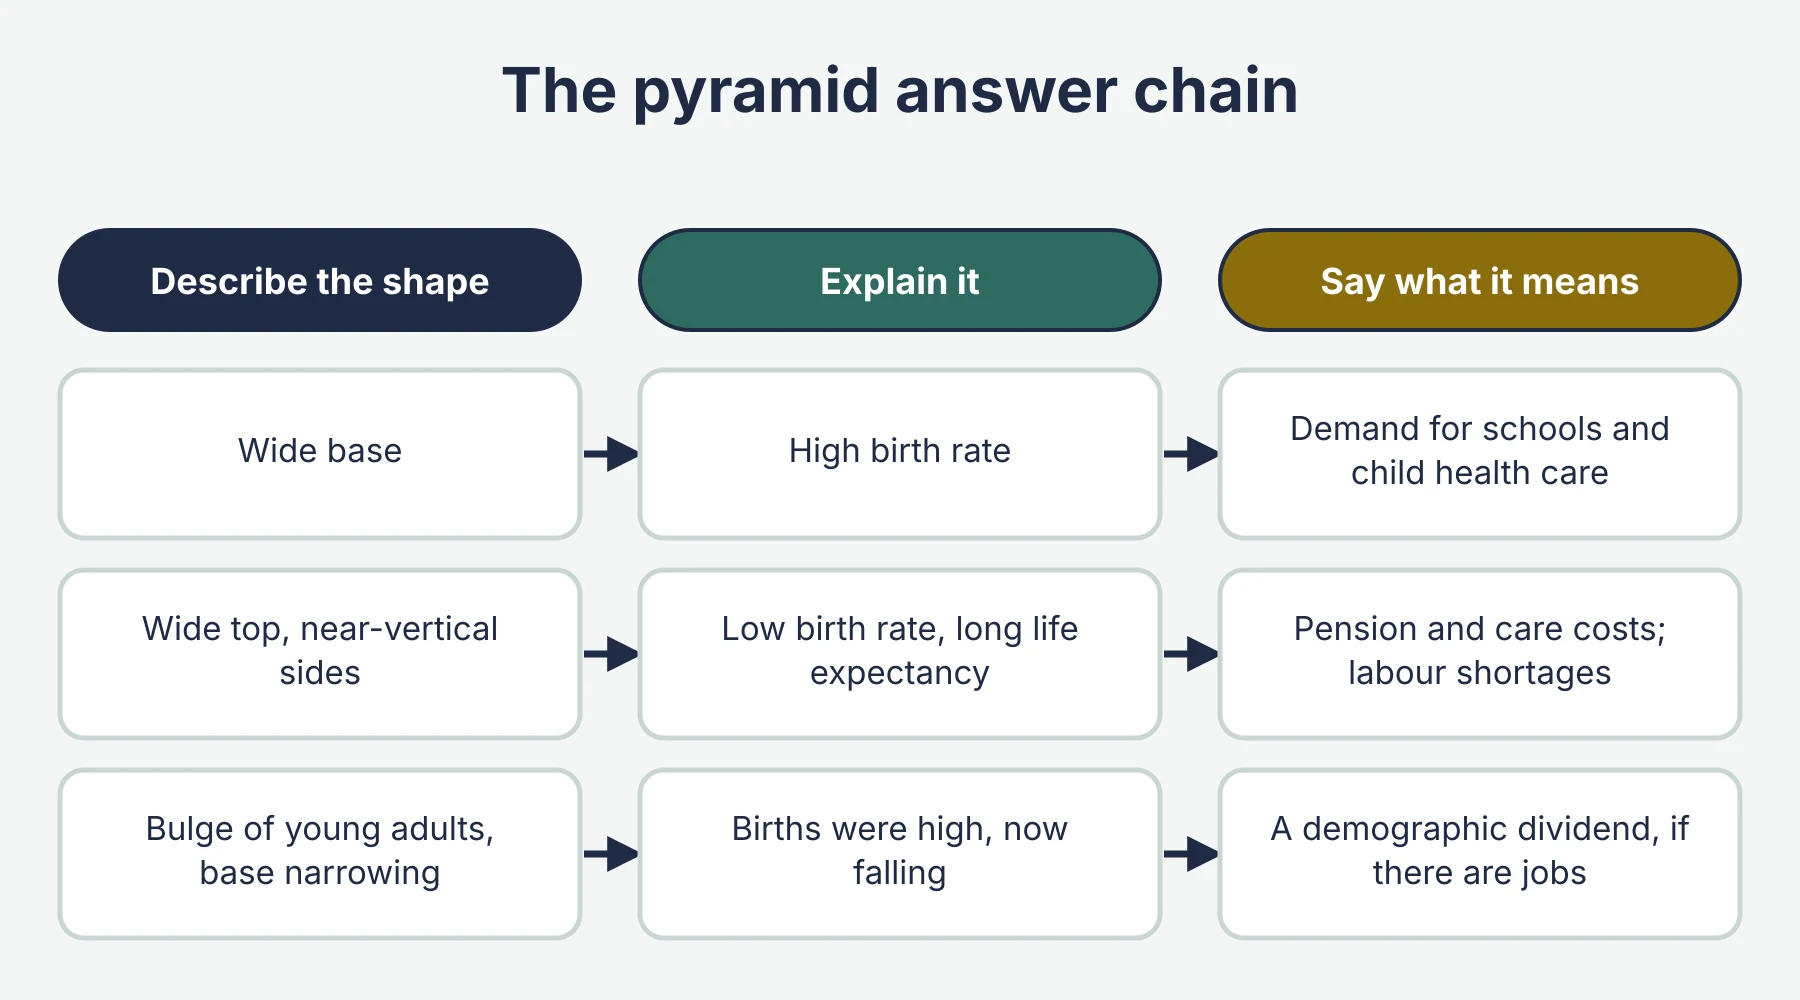 The pyramid answer chain
Describe the shape
Explain it
Say what it means
Wide base
High birth rate
Demand for schools and
child health care
Wide top, near-vertical
sides
Low birth rate, long life
expectancy
Pension and care costs;
labour shortages
Bulge of young adults,
base narrowing
Births were high, now
falling
A demographic dividend, if
there are jobs